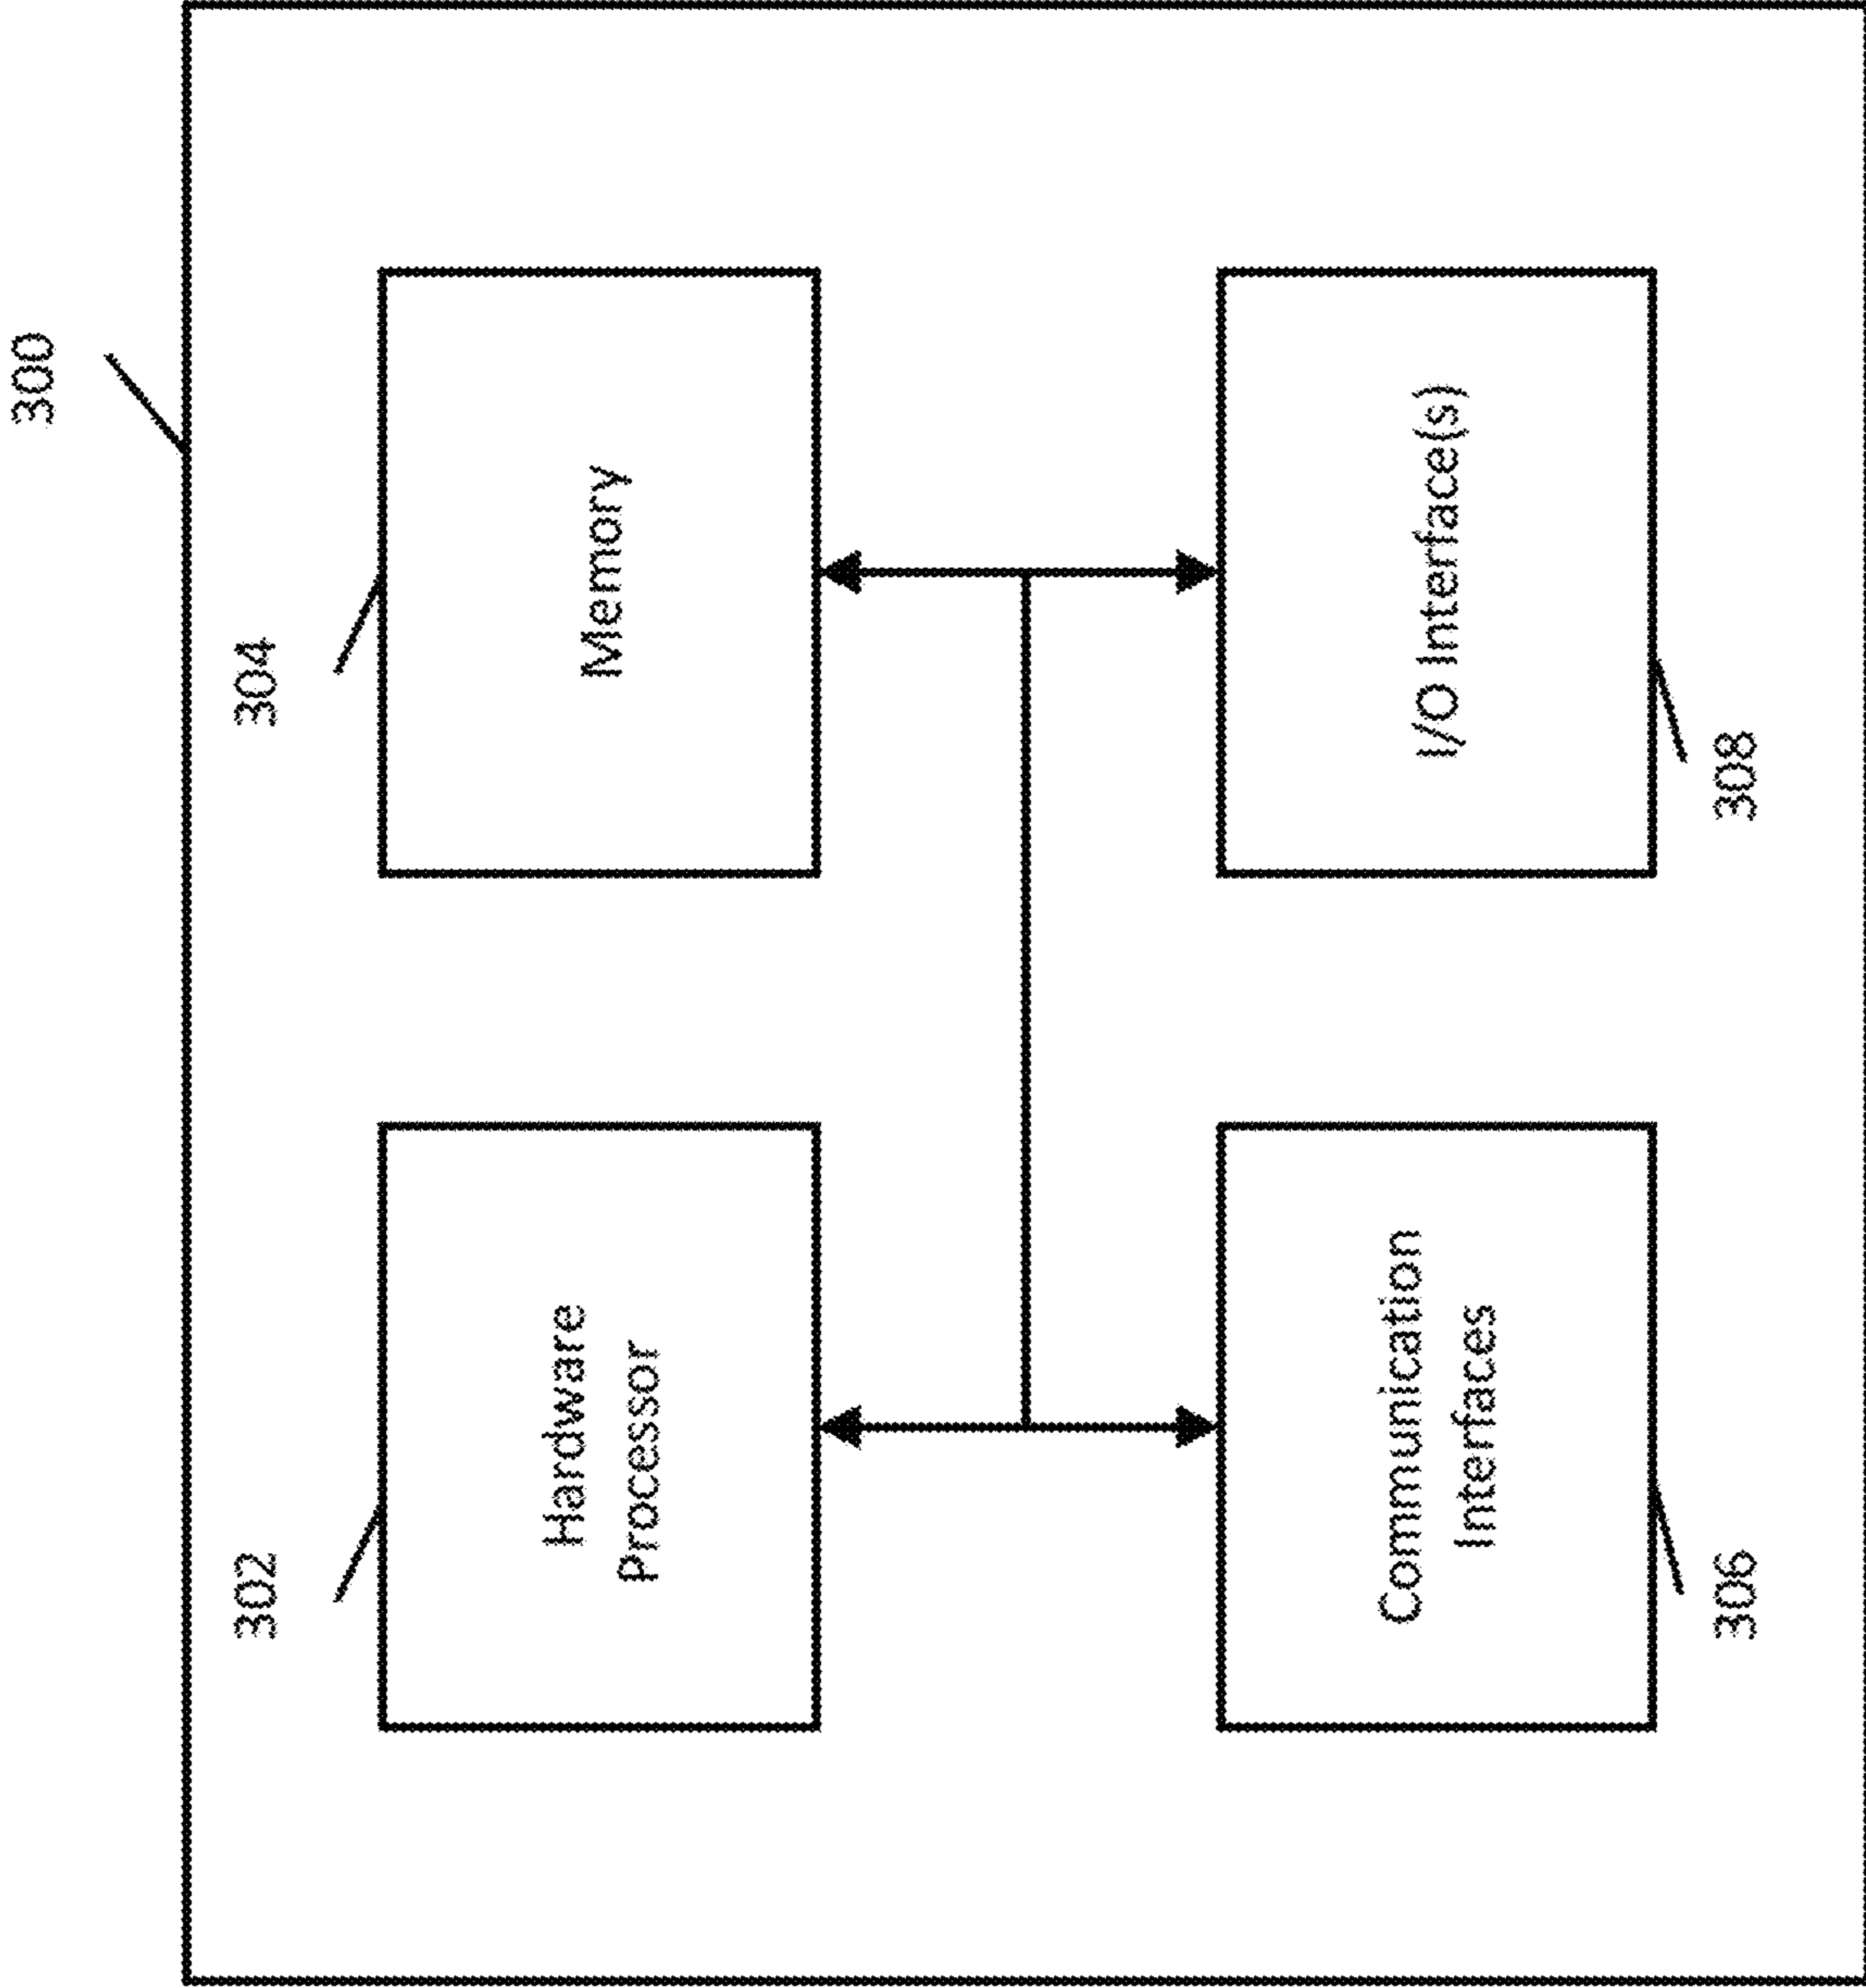 300
302
304
Hardware
Processor
Memory
Communication
Interfaces
I/O Interface(s)
306
308